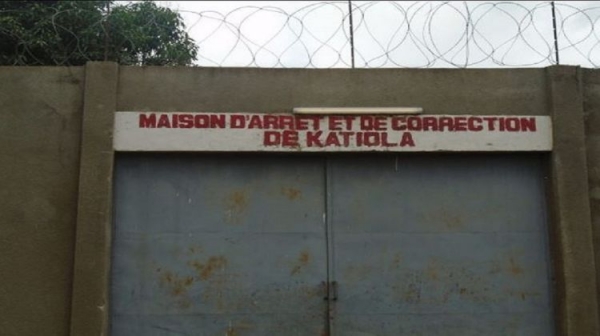 MAISON D'ARRET ET DE CORRECTION
DE KATIOLA